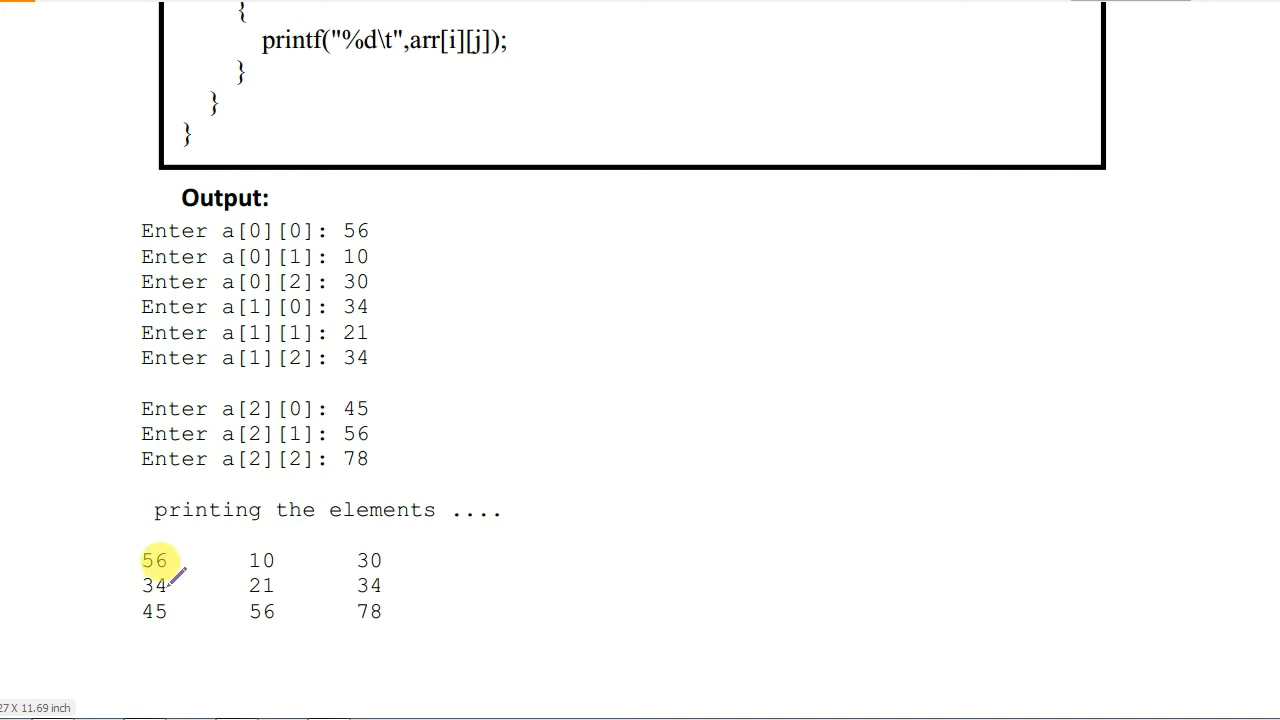 {
printf("%d\t",arr[i][j]);
}
}
}
Output:
Enter a[0][0]: 56
Enter a[0][1]: 10
Enter a[0][2]: 30
Enter a[1][0]: 34
Enter a[1][1]: 21
Enter a[1][2]: 34
Enter a[2][0]: 45
Enter a[2][1]: 56
Enter a[2][2]: 78
printing the elements ....
56 10 30
34 21 34
45 56 78
27 X 11.69 inch